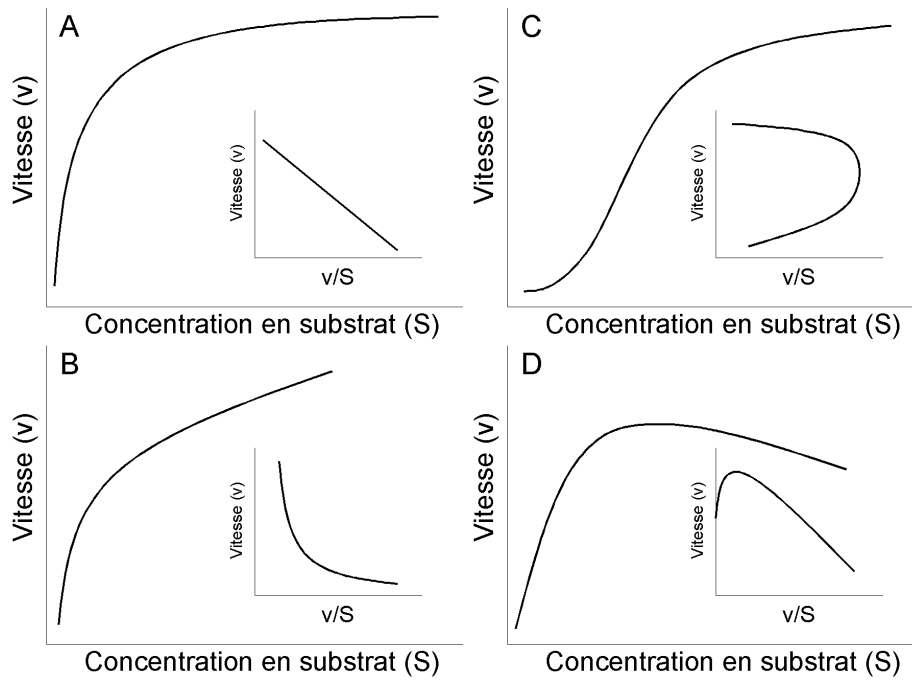 A
Vitesse (v)
Vitesse (v)
v/S
Concentration en substrat (S)
C
Vitesse (v)
Vitesse (v)
v/S
Concentration en substrat (S)
B
Vitesse (v)
Vitesse (v)
v/S
Concentration en substrat (S)
D
Vitesse (v)
Vitesse (v)
v/S
Concentration en substrat (S)